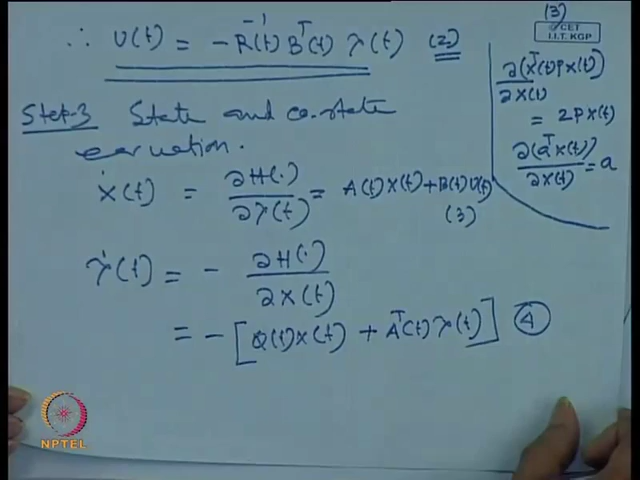 (3)
© CET
I.I.T. KGP
∴ U(t) = -R⁻¹(t) Bᵀ(t) λ(t) (2)
∂(xᵀ(t)Px(t))
∂x(t)
= 2Px(t)
∂(aᵀx(t))
∂x(t) = a
Step-3 State and co-state
equation.
ẋ(t) = ∂H(·)/∂λ(t) = A(t)x(t)+B(t)U(t)
(3)
λ̇(t) = - ∂H(·)/∂x(t)
= -[Q(t)x(t) + Aᵀ(t)λ(t)] (4)
NPTEL